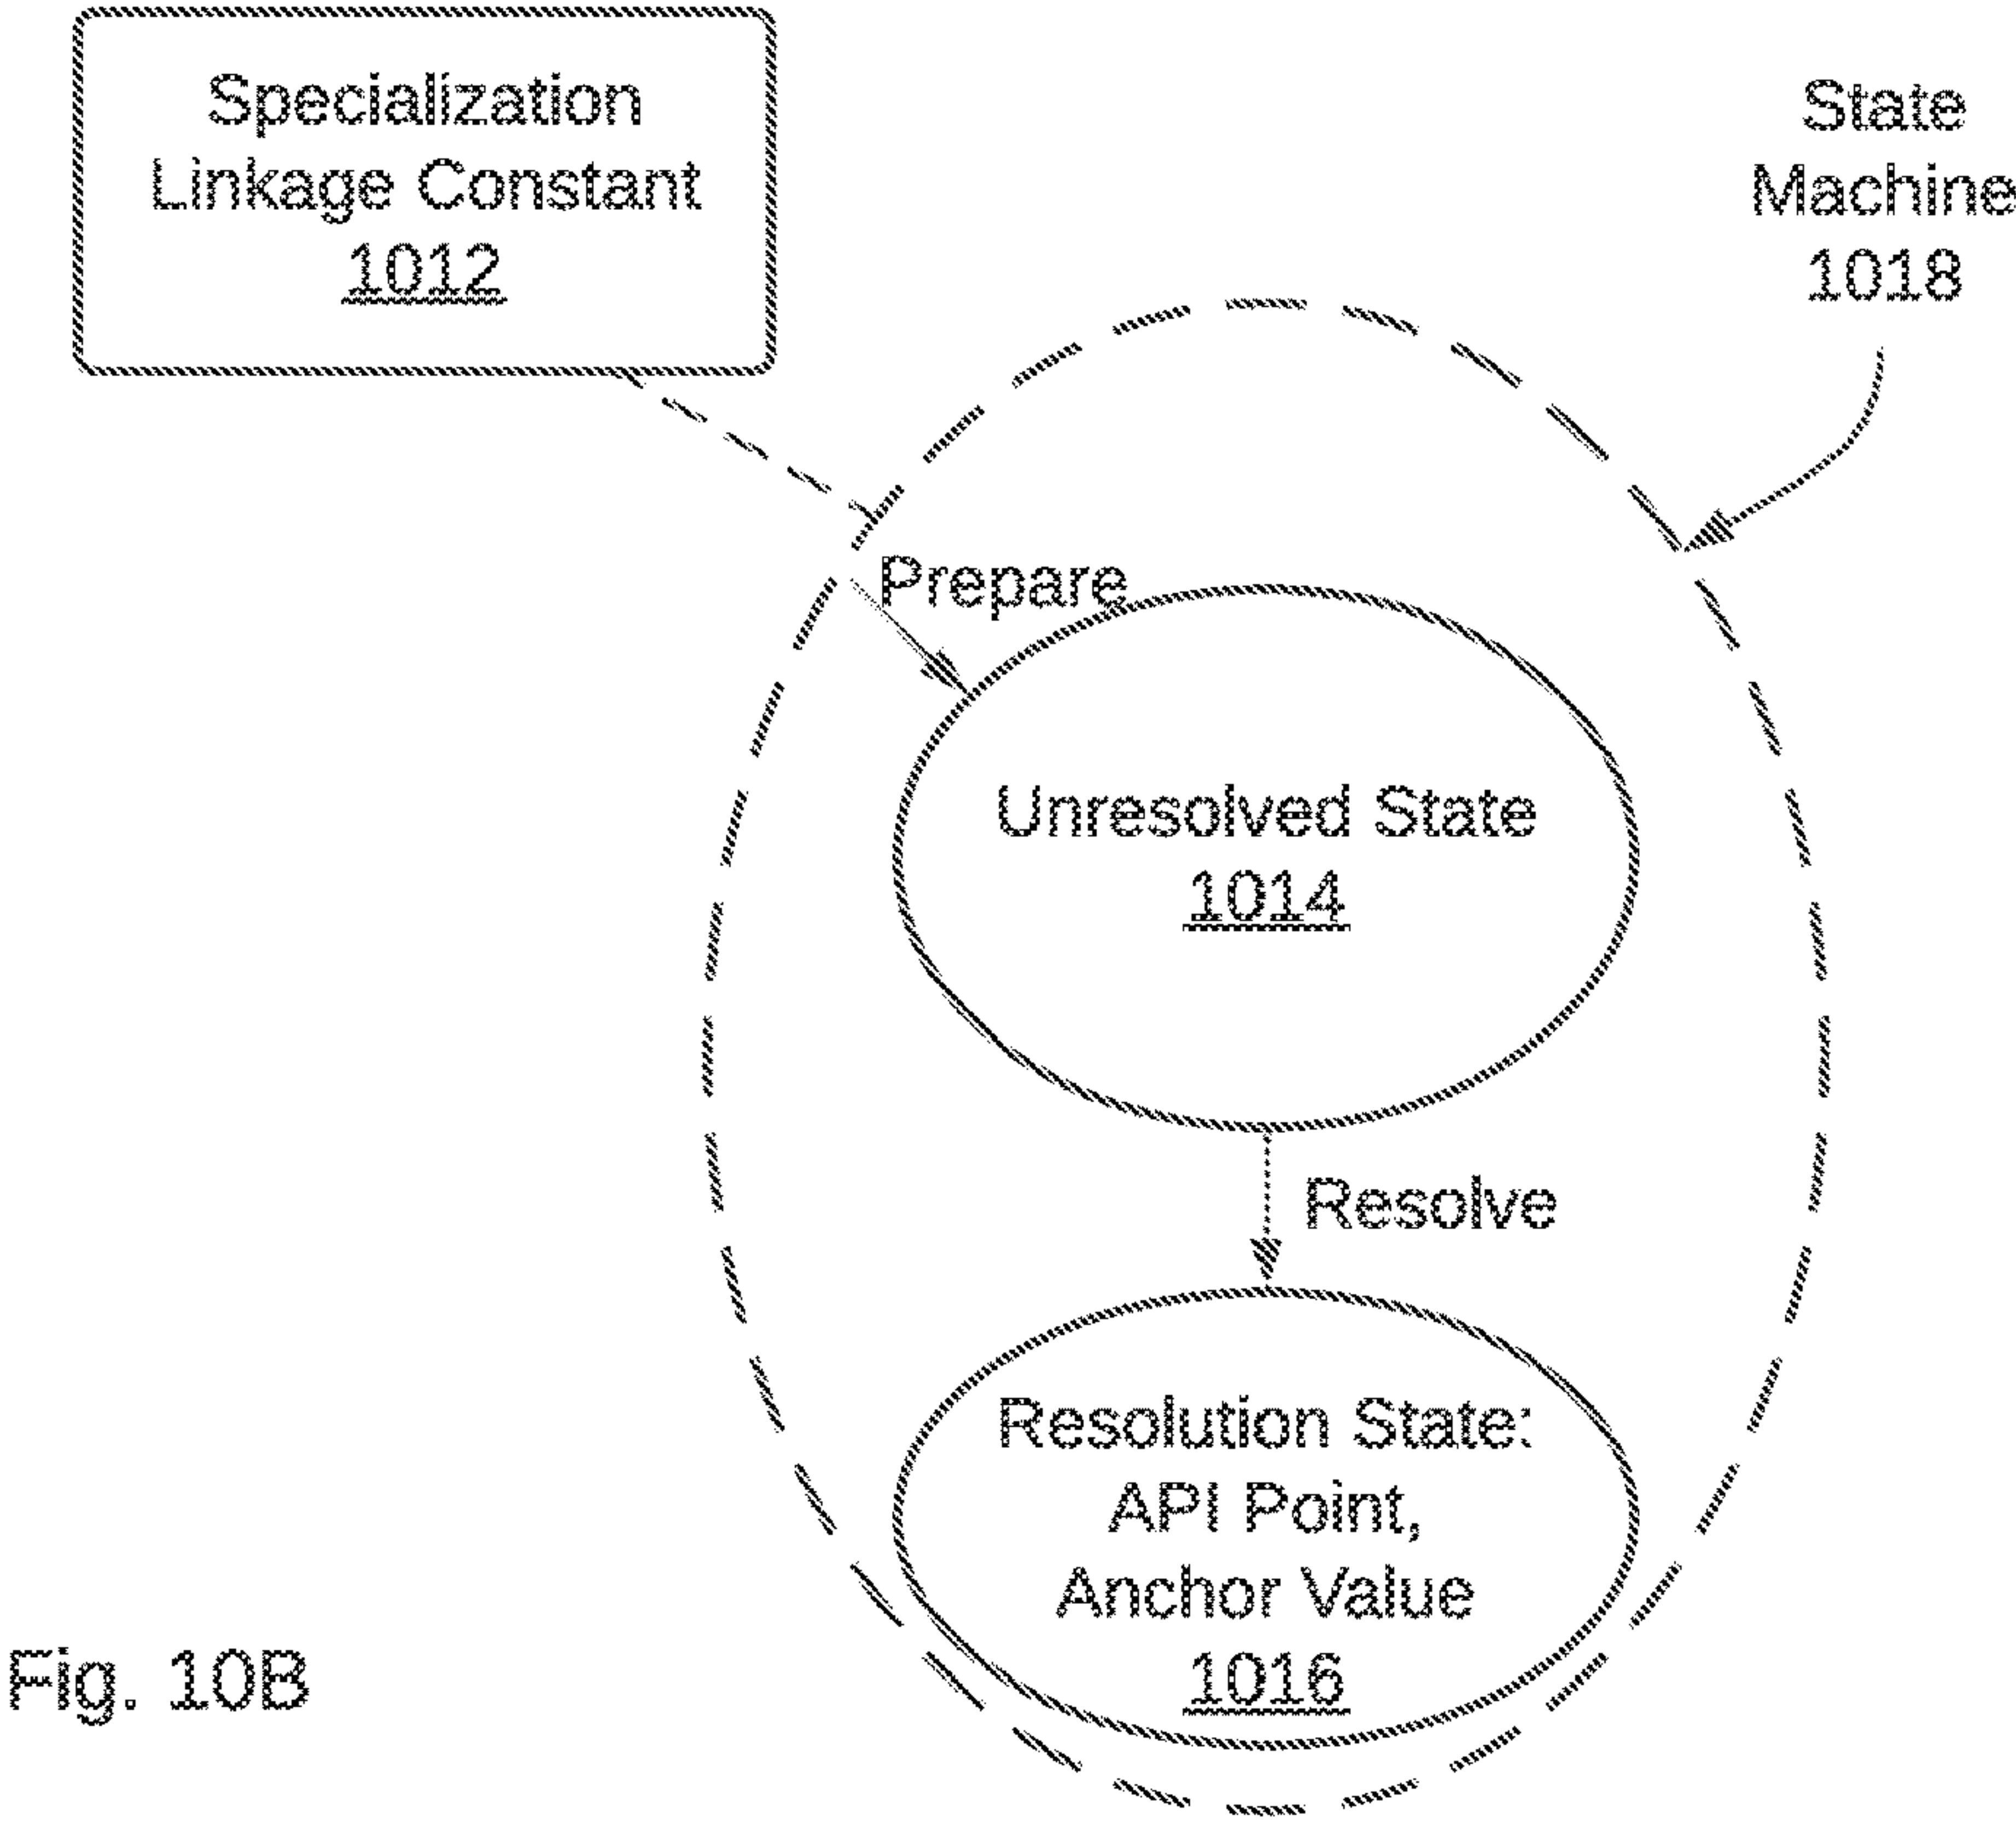 Specialization
Linkage Constant
1012
State
Machine
1018
Prepare
Unresolved State
1014
Resolve
Resolution State:
API Point,
Anchor Value
1016
Fig. 10B